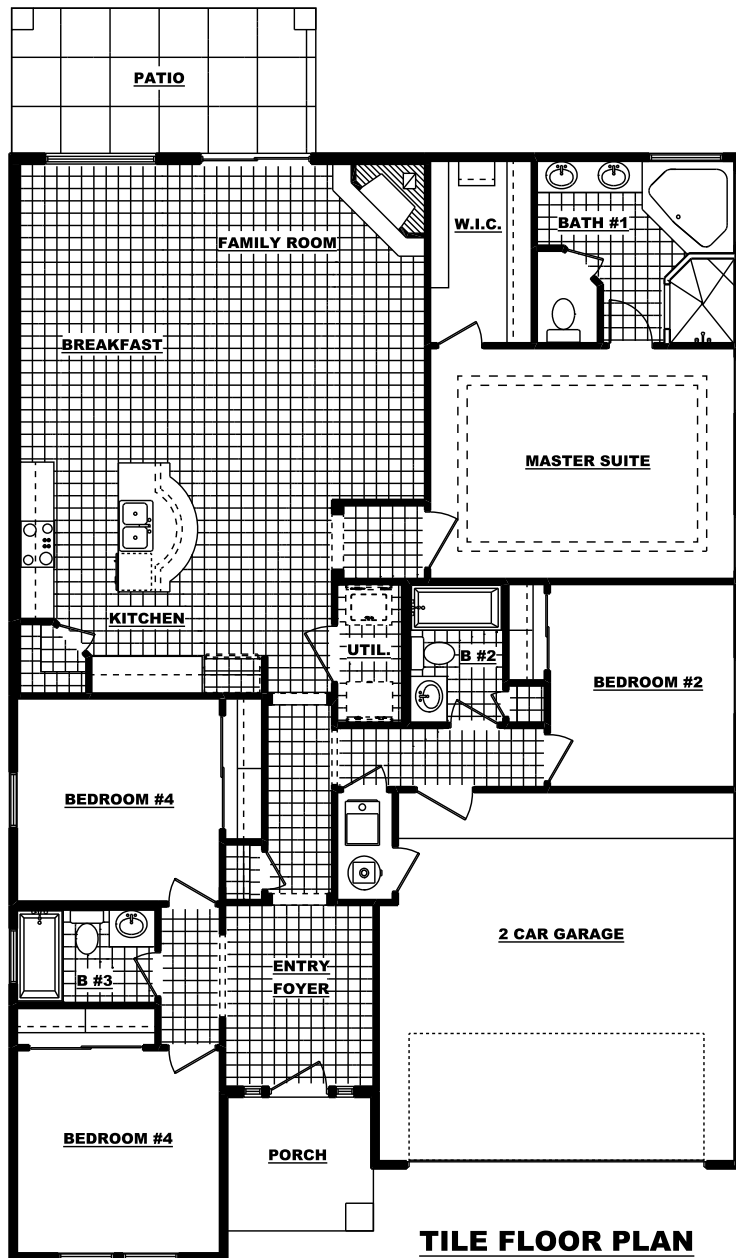 PATIO
FAMILY ROOM
W.I.C.
BATH #1
BREAKFAST
MASTER SUITE
KITCHEN
UTIL.
B #2
BEDROOM #2
BEDROOM #4
2 CAR GARAGE
ENTRY
FOYER
B #3
BEDROOM #4
PORCH
TILE FLOOR PLAN